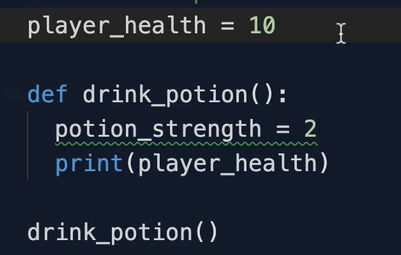 player_health = 10
def drink_potion():
potion_strength = 2
print(player_health)
drink_potion()